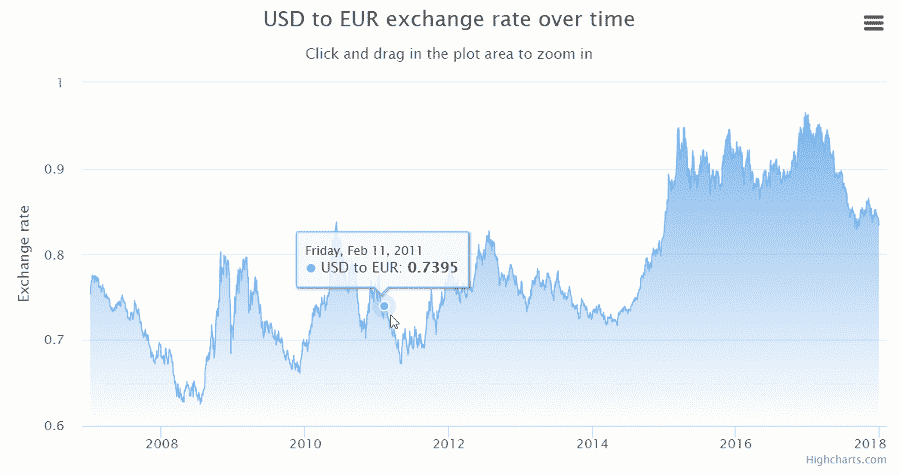 USD to EUR exchange rate over time
Click and drag in the plot area to zoom in
Exchange rate
1
0.9
0.8
0.7
0.6
Friday, Feb 11, 2011
USD to EUR: 0.7395
2008 2010 2012 2014 2016 2018
Highcharts.com